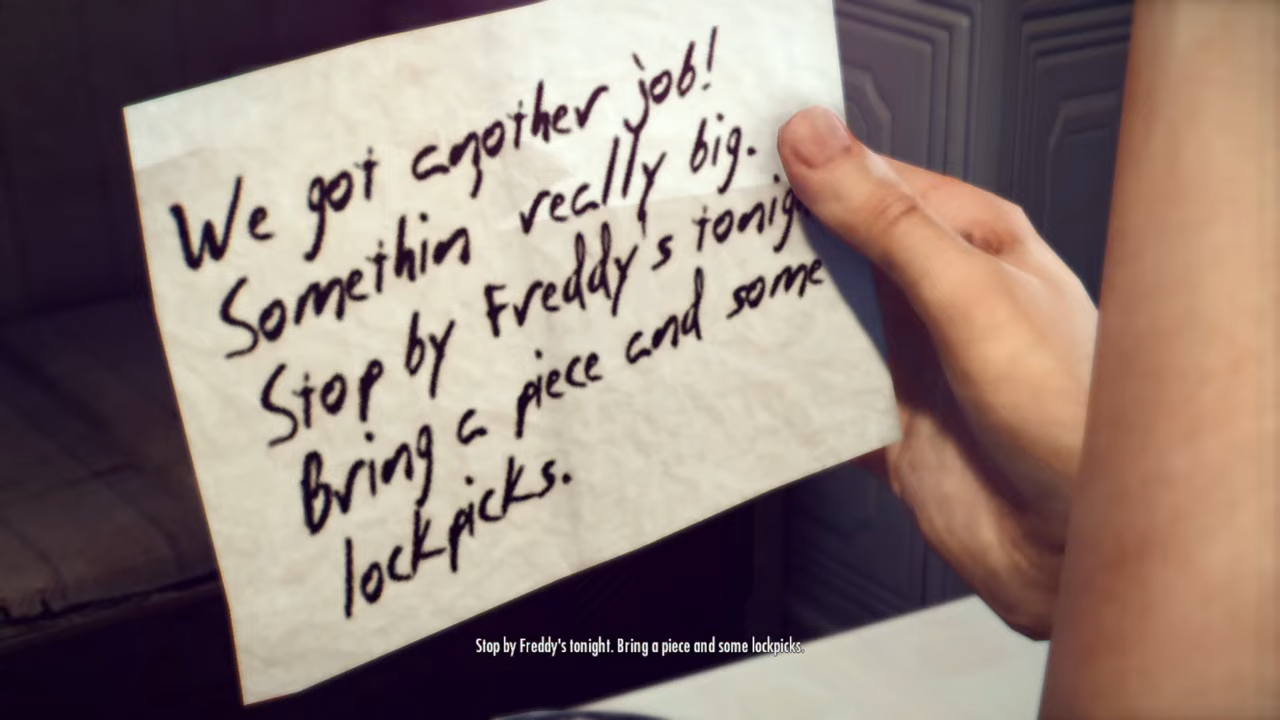 We got another job!
Somethin really big.
Stop by Freddy's tonig
Bring a piece and some
lockpicks.
Stop by Freddy's tonight. Bring a piece and some lockpicks.